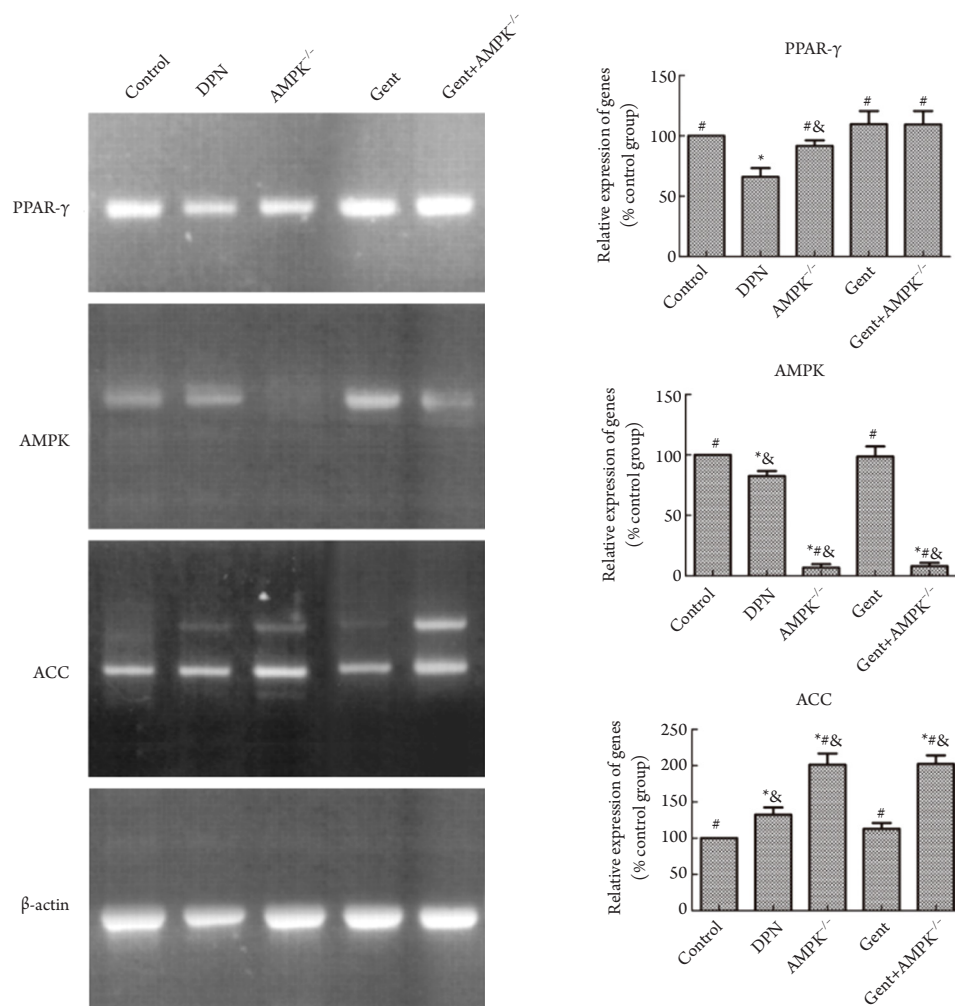 Control
DPN
AMPK⁻/⁻
Gent
Gent+AMPK⁻/⁻
PPAR-γ
AMPK
ACC
β-actin
PPAR-γ
Relative expression of genes
(% control group)
150
100
50
0
#
*
#&
#
#
Control
DPN
AMPK⁻/⁻
Gent
Gent+AMPK⁻/⁻
AMPK
Relative expression of genes
(% control group)
150
100
50
0
#
*&
*#&
#
*#&
Control
DPN
AMPK⁻/⁻
Gent
Gent+AMPK⁻/⁻
ACC
Relative expression of genes
(% control group)
250
200
150
100
50
0
#
*&
*#&
#
*#&
Control
DPN
AMPK⁻/⁻
Gent
Gent+AMPK⁻/⁻